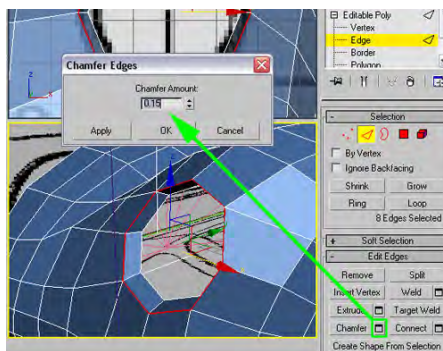 Editable Poly
Vertex
Edge
Border
Polygon
Chamfer Edges
Chamfer Amount:
0.15
Apply OK Cancel
z
x
- Selection
By Vertex
Ignore Backfacing
Shrink Grow
Ring Loop
8 Edges Selected
+ Soft Selection
- Edit Edges
Remove Split
Insert Vertex Weld
Extrude Target Weld
Chamfer Connect
Create Shape From Selection